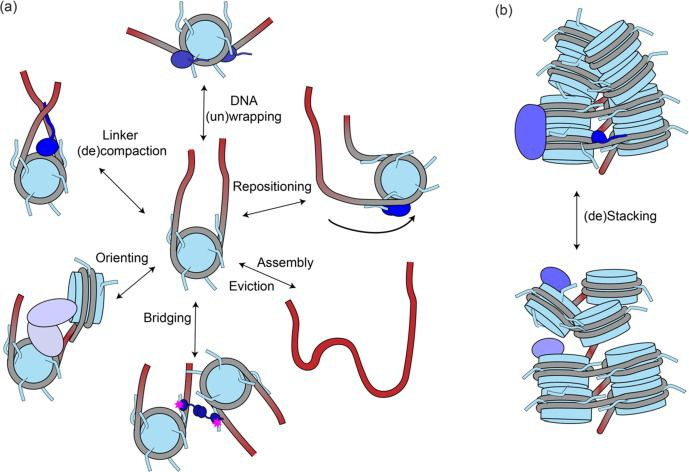 (a)
(b)
DNA
(un)wrapping
Linker
(de)compaction
Repositioning
(de)Stacking
Orienting
Assembly
Eviction
Bridging